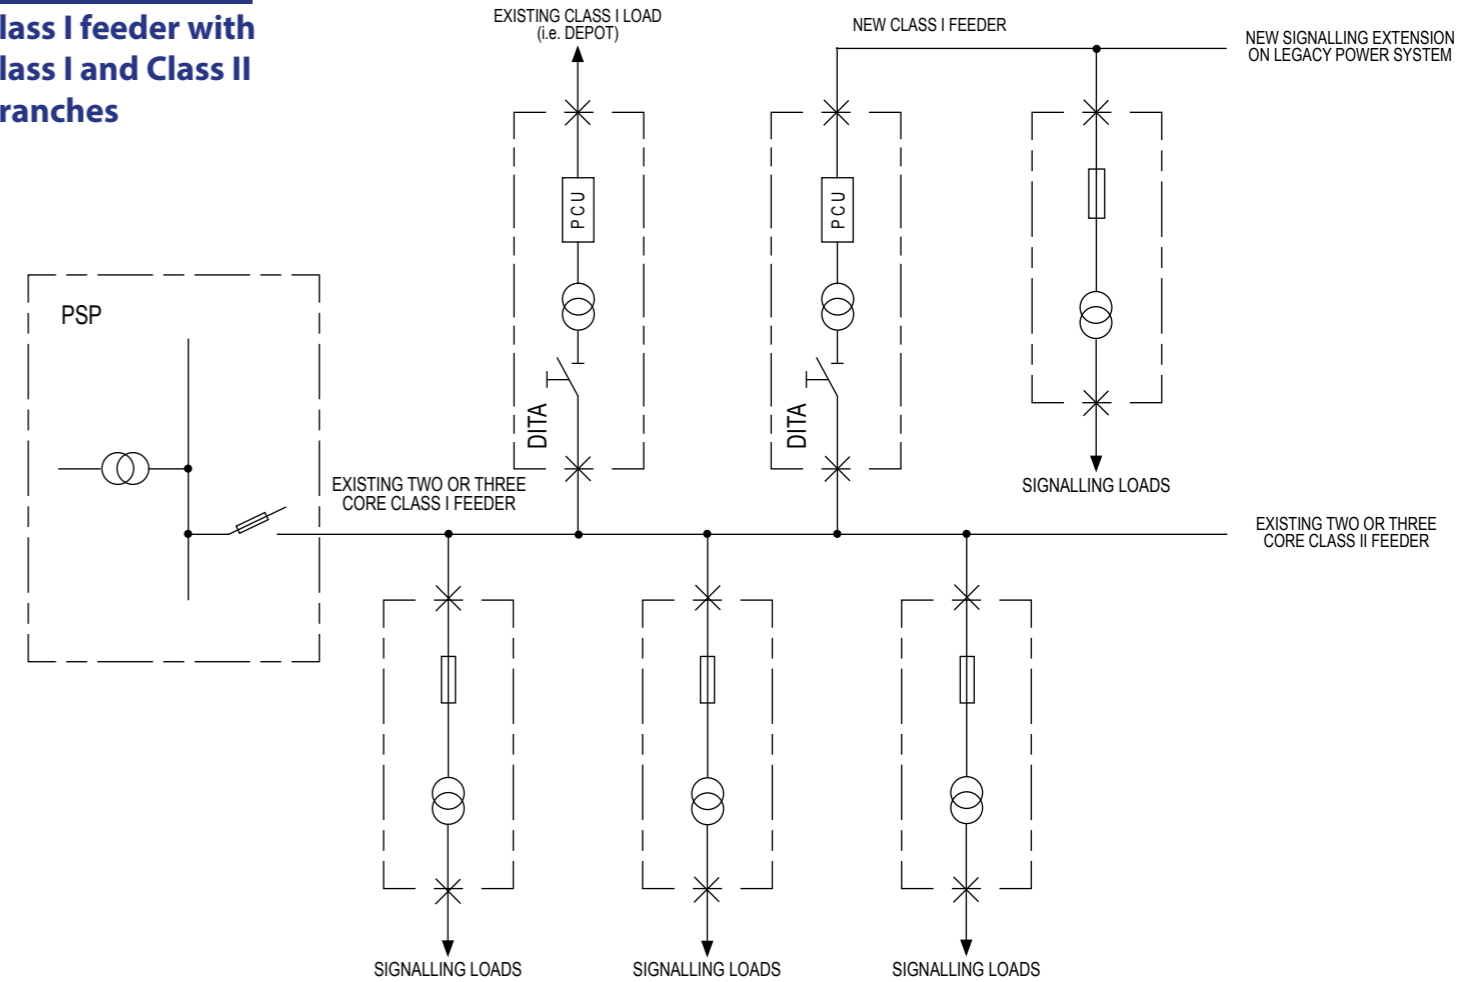 lass I feeder with
lass I and Class II
ranches
EXISTING CLASS I LOAD
(i.e. DEPOT)
NEW CLASS I FEEDER
NEW SIGNALLING EXTENSION
ON LEGACY POWER SYSTEM
PCU
PCU
PSP
DITA
DITA
SIGNALLING LOADS
EXISTING TWO OR THREE
CORE CLASS I FEEDER
EXISTING TWO OR THREE
CORE CLASS II FEEDER
SIGNALLING LOADS
SIGNALLING LOADS
SIGNALLING LOADS